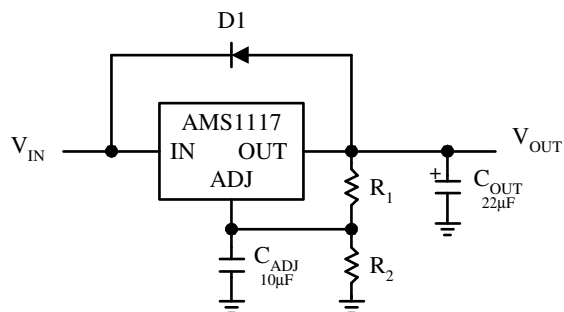 D1
AMS1117
V_IN
IN OUT
V_OUT
ADJ
+
R_1
C_OUT
22µF
C_ADJ
10µF
R_2